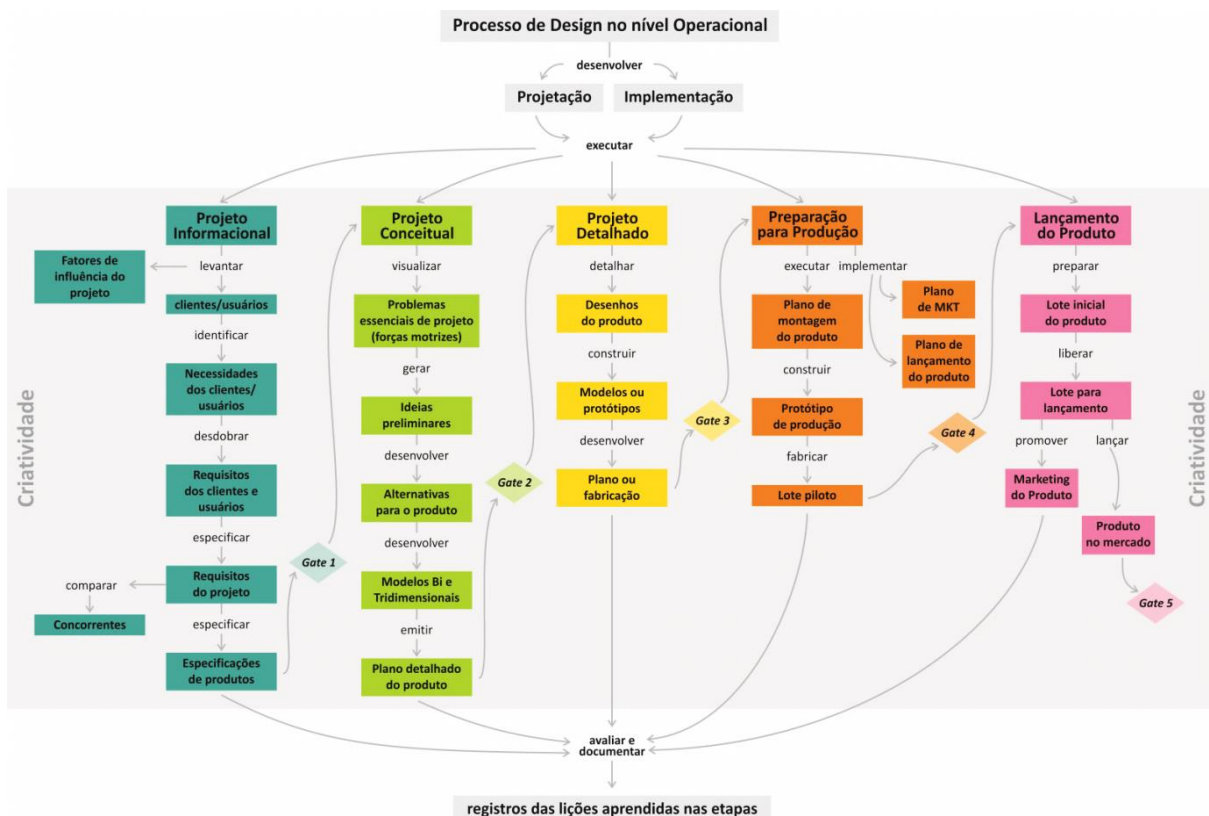 Processo de Design no nível Operacional
desenvolver
Projetação
Implementação
executar
Criatividade
Projeto
Informacional
levantar
Fatores de
influência do
projeto
clientes/usuários
identificar
Necessidades
dos clientes/
usuários
desdobrar
Requisitos
dos clientes e
usuários
especificar
Requisitos
do projeto
comparar
Concorrentes
especificar
Especificações
de produtos
Gate 1
Projeto
Conceitual
visualizar
Problemas
essenciais de projeto
(forças motrizes)
gerar
Ideias
preliminares
desenvolver
Alternativas
para o produto
desenvolver
Modelos Bi e
Tridimensionais
emitir
Plano detalhado
do produto
Gate 2
Projeto
Detalhado
detalhar
Desenhos
do produto
construir
Modelos ou
protótipos
desenvolver
Plano ou
fabricação
Gate 3
Preparação
para Produção
executar
implementar
Plano de
montagem
do produto
Plano
de MKT
Plano de
lançamento
do produto
construir
Protótipo
de produção
fabricar
Lote piloto
Gate 4
Lançamento
do Produto
preparar
Lote inicial
do produto
liberar
Lote para
lançamento
promover
lançar
Marketing
do Produto
Produto
no mercado
Gate 5
Criatividade
avaliar e
documentar
registros das lições aprendidas nas etapas